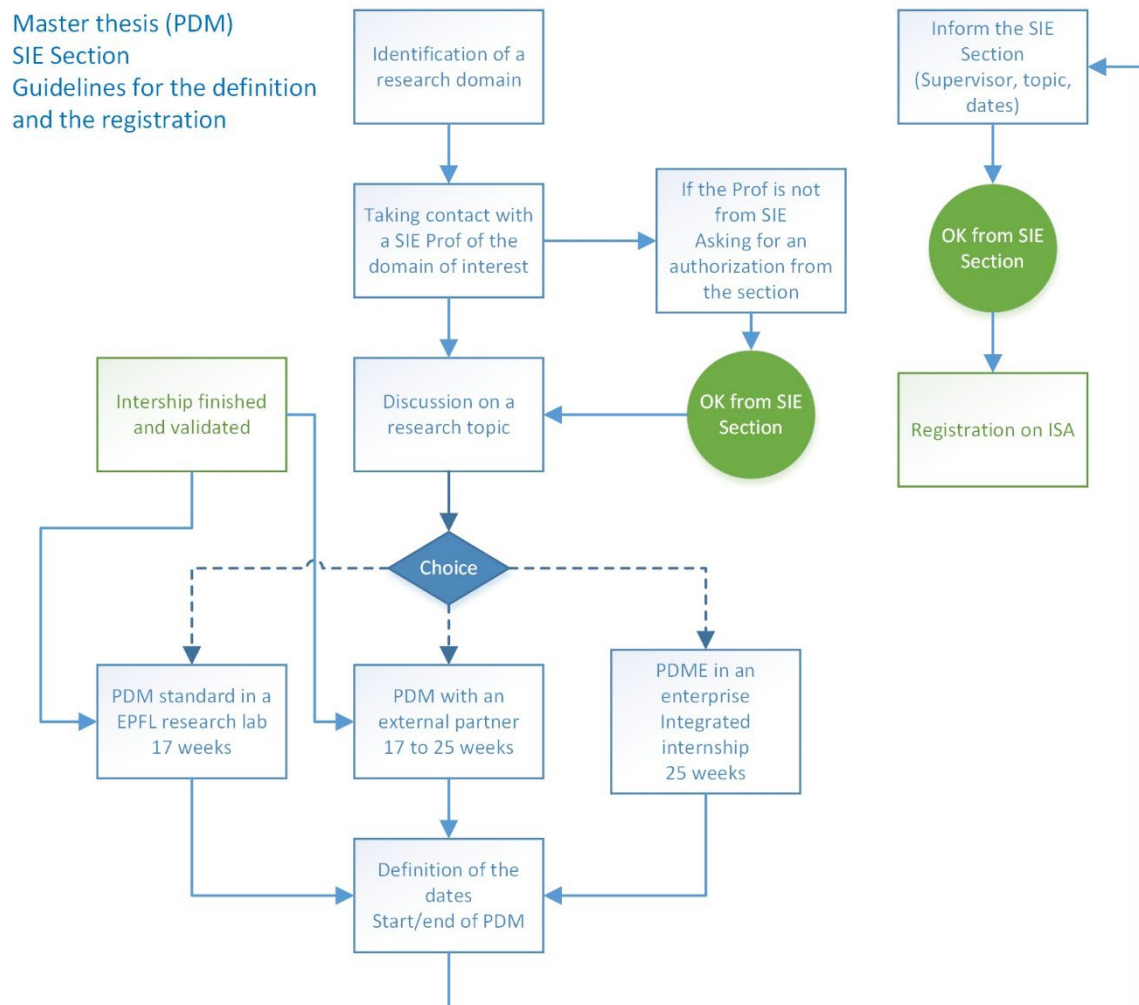 Master thesis (PDM)
SIE Section
Guidelines for the definition
and the registration
Identification of a
research domain
Taking contact with
a SIE Prof of the
domain of interest
If the Prof is not
from SIE
Asking for an
authorization from
the section
OK from SIE
Section
Discussion on a
research topic
Intership finished
and validated
Choice
PDM standard in a
EPFL research lab
17 weeks
PDM with an
external partner
17 to 25 weeks
PDME in an
enterprise
Integrated
internship
25 weeks
Definition of the
dates
Start/end of PDM
Inform the SIE
Section
(Supervisor, topic,
dates)
OK from SIE
Section
Registration on ISA